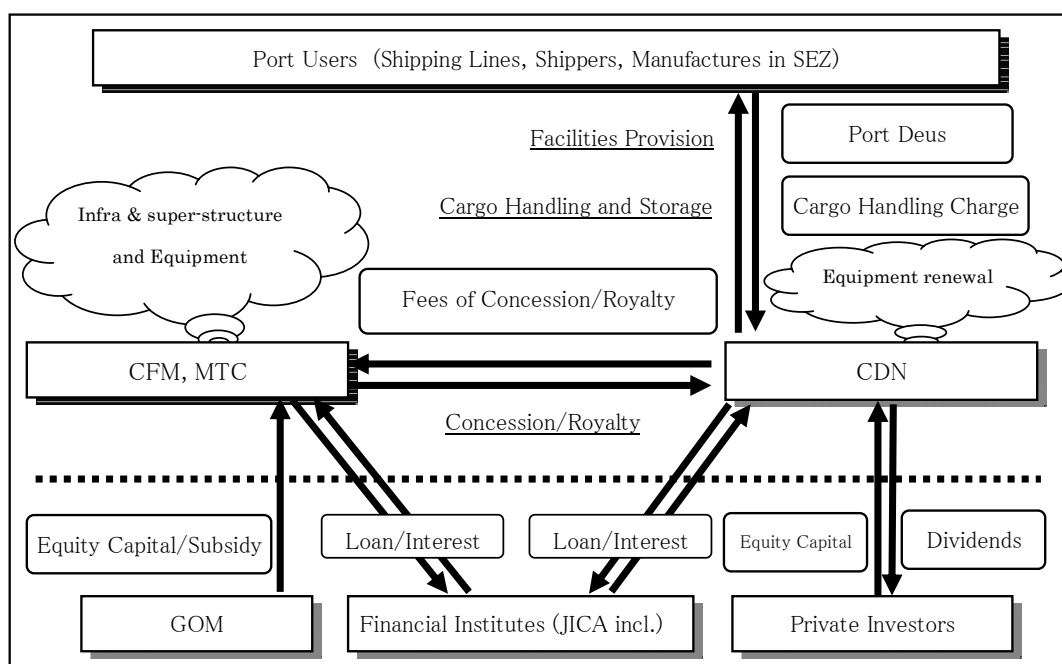 Port Users (Shipping Lines, Shippers, Manufactures in SEZ)
Facilities Provision
Port Deus
Infra & super-structure
and Equipment
Cargo Handling and Storage
Cargo Handling Charge
Equipment renewal
Fees of Concession/Royalty
CFM, MTC
CDN
Concession/Royalty
Equity Capital/Subsidy
Loan/Interest
Loan/Interest
Equity Capital
Dividends
GOM
Financial Institutes (JICA incl.)
Private Investors